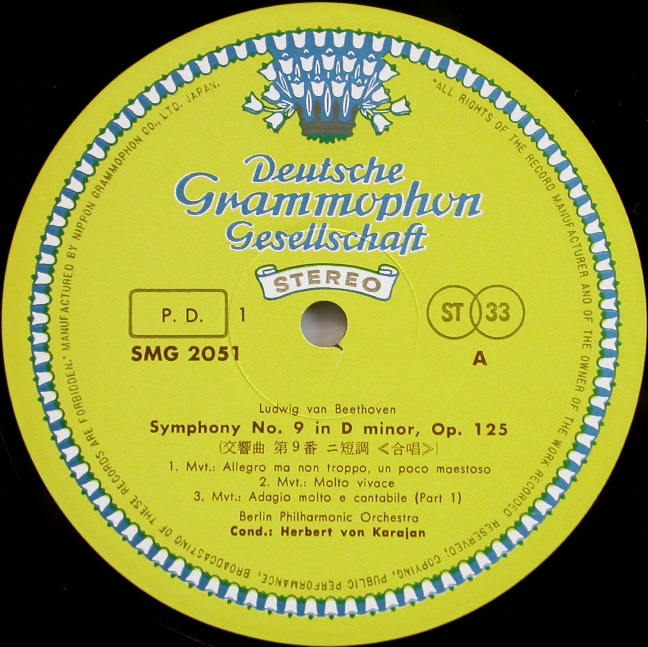 Deutsche
Grammophon
Gesellschaft
STEREO
P. D. 1
ST 33
SMG 2051
A
Ludwig van Beethoven
Symphony No. 9 in D minor, Op. 125
(交響曲 第9番 ニ短調 ≪合唱≫)
1. Mvt.: Allegro ma non troppo, un poco maestoso
2. Mvt.: Molto vivace
3. Mvt.: Adagio molto e cantabile (Part 1)
Berlin Philharmonic Orchestra
Cond.: Herbert von Karajan
"ALL RIGHTS OF THE RECORD MANUFACTURER AND OF THE OWNER OF THE WORK RECORDED RESERVED; COPYING, PUBLIC PERFORMANCE, BROADCASTING OF THESE RECORDS ARE FORBIDDEN." MANUFACTURED BY NIPPON GRAMMOPHON CO., LTD. JAPAN.